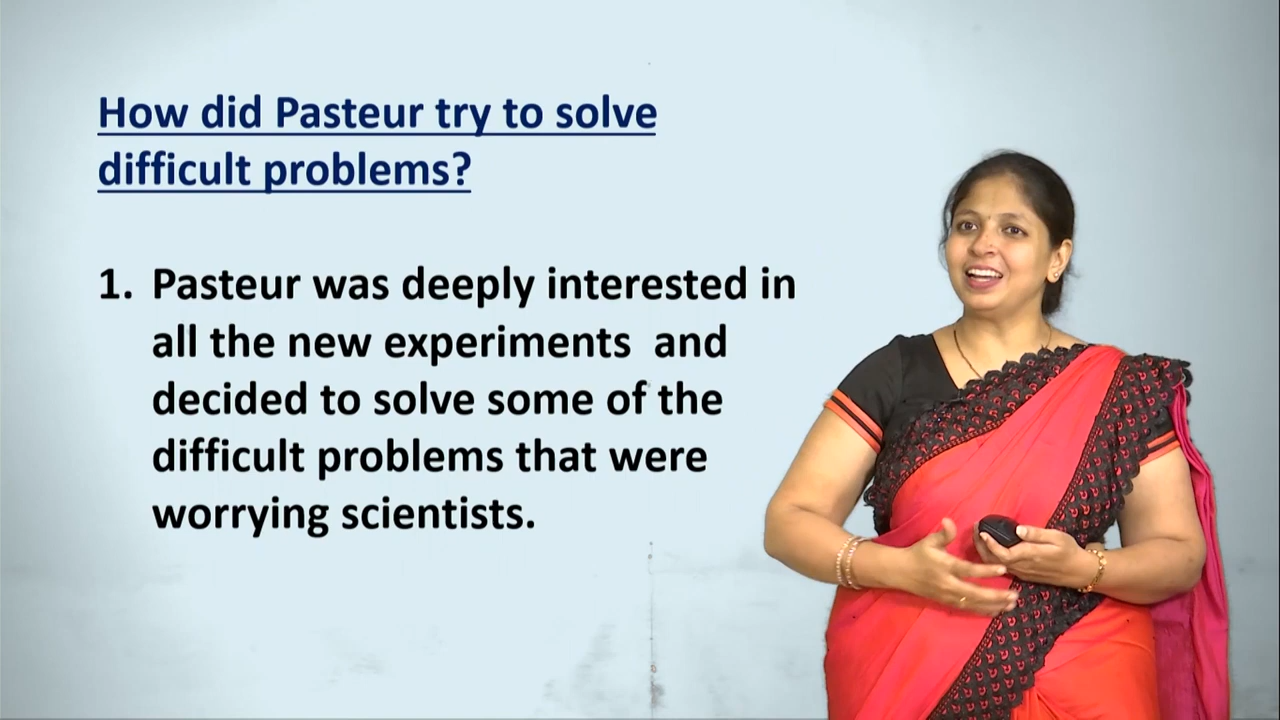 How did Pasteur try to solve
difficult problems?
1. Pasteur was deeply interested in
all the new experiments  and
decided to solve some of the
difficult problems that were
worrying scientists.